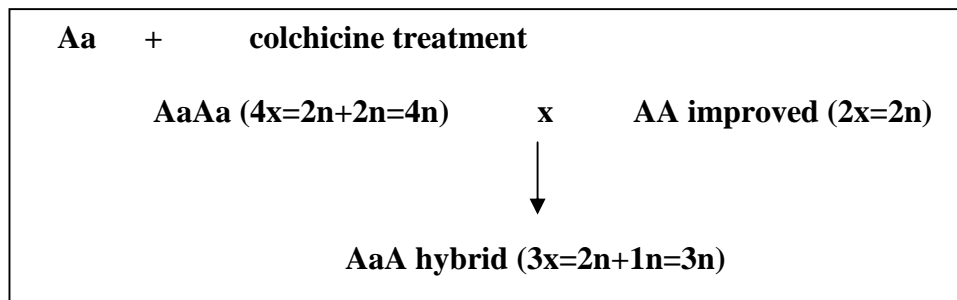 Aa + colchicine treatment
AaAa (4x=2n+2n=4n) x AA improved (2x=2n)
AaA hybrid (3x=2n+1n=3n)